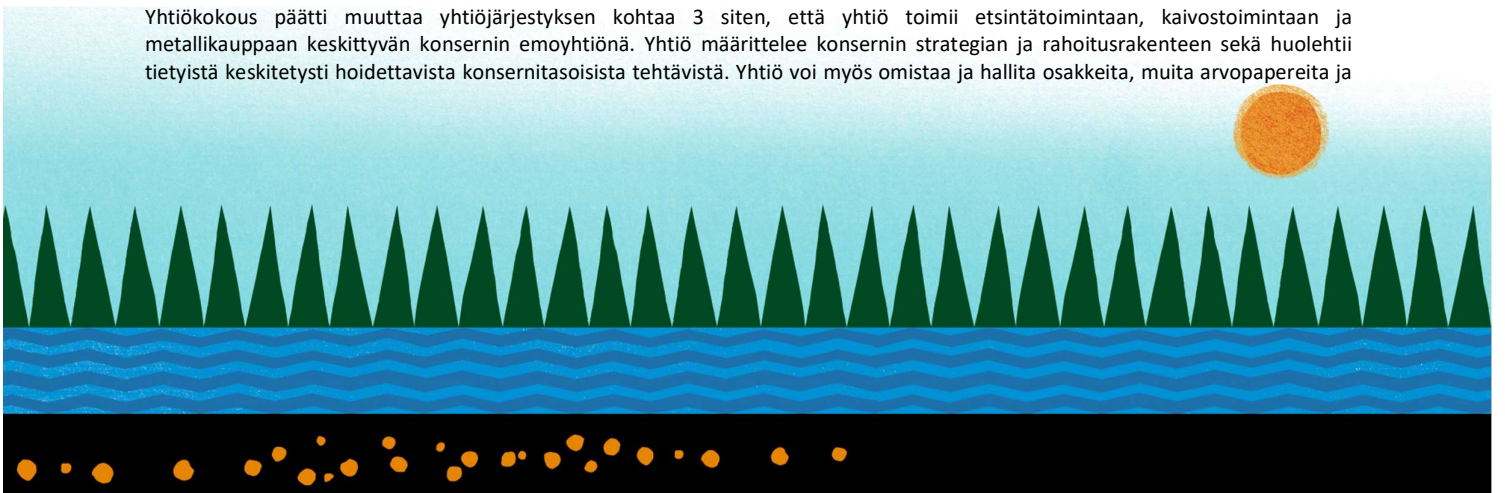 Yhtiökokous päätti muuttaa yhtiöjärjestyksen kohtaa 3 siten, että yhtiö toimii etsintätoimintaan, kaivostoimintaan ja
metallikauppaan keskittyvän konsernin emoyhtiönä. Yhtiö määrittelee konsernin strategian ja rahoitusrakenteen sekä huolehtii
tietyistä keskitetysti hoidettavista konsernitasoisista tehtävistä. Yhtiö voi myös omistaa ja hallita osakkeita, muita arvopapereita ja